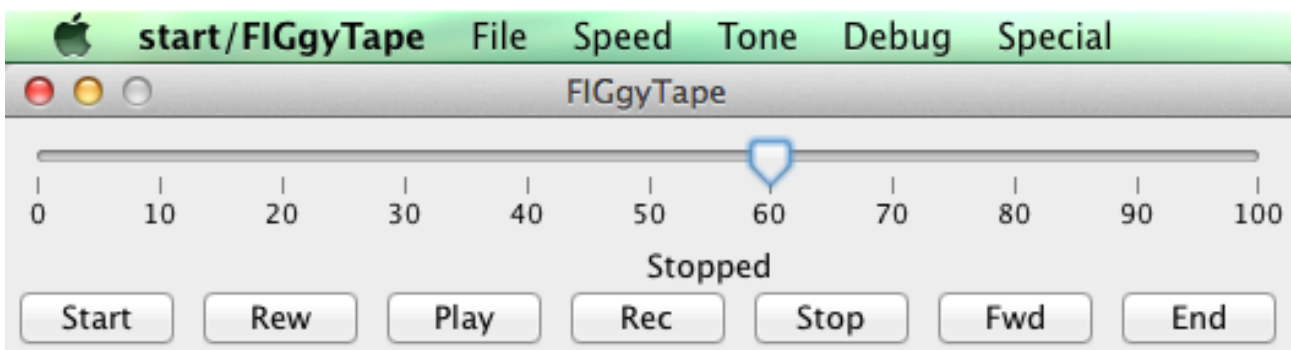 start/FIGgyTape File Speed Tone Debug Special
FIGgyTape
0 10 20 30 40 50 60 70 80 90 100
Stopped
Start Rew Play Rec Stop Fwd End